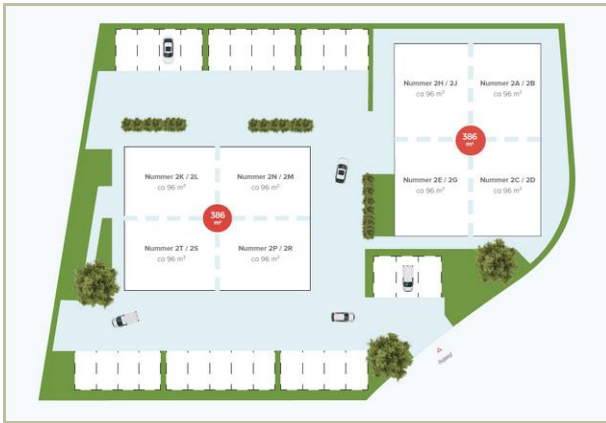 Nummer 2H / 2J
ca 96 m²
Nummer 2A / 2B
ca 96 m²
386
m²
Nummer 2E / 2G
ca 96 m²
Nummer 2C / 2D
ca 96 m²
Nummer 2K / 2L
ca 96 m²
Nummer 2N / 2M
ca 96 m²
386
m²
Nummer 2T / 2S
ca 96 m²
Nummer 2P / 2R
ca 96 m²